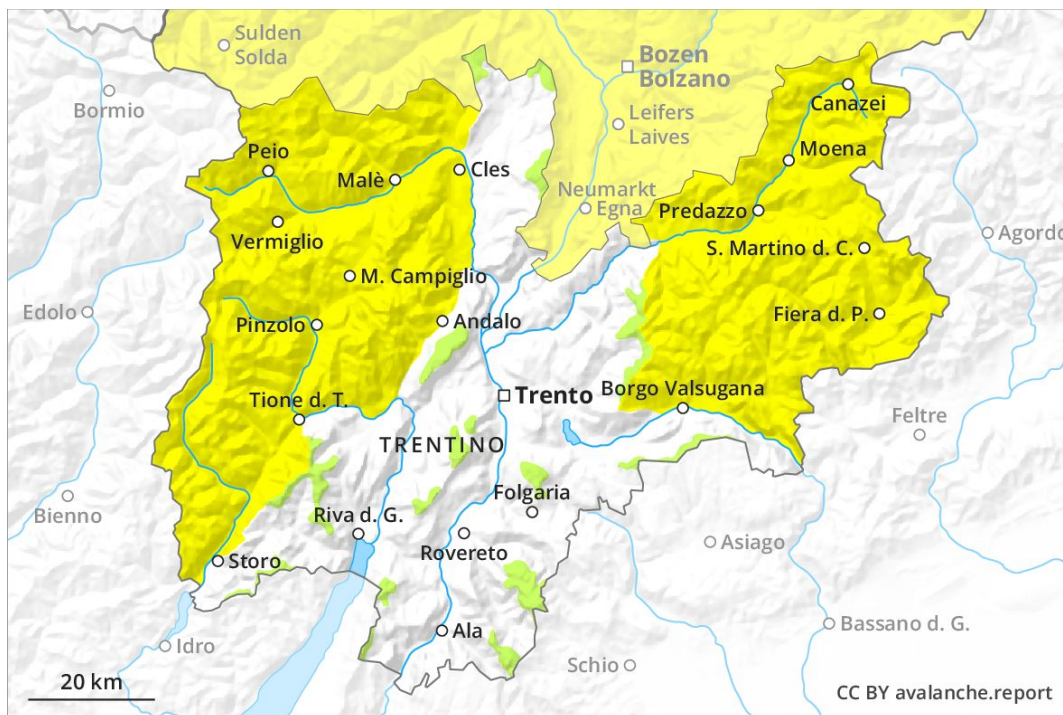 Sulden
Solda
Bozen
Bolzano
Bormio
Canazei
Leifers
Laives
Moena
Peio
Malè
Cles
Neumarkt
Egna
Predazzo
Vermiglio
S. Martino d. C.
Agordo
M. Campiglio
Edolo
Pinzolo
Andalo
Fiera d. P.
Tione d. T.
Trento
Borgo Valsugana
Feltre
TRENTINO
Bienno
Riva d. G.
Folgaria
Storo
Rovereto
Asiago
Idro
Ala
Bassano d. G.
Schio
20 km
CC BY avalanche.report